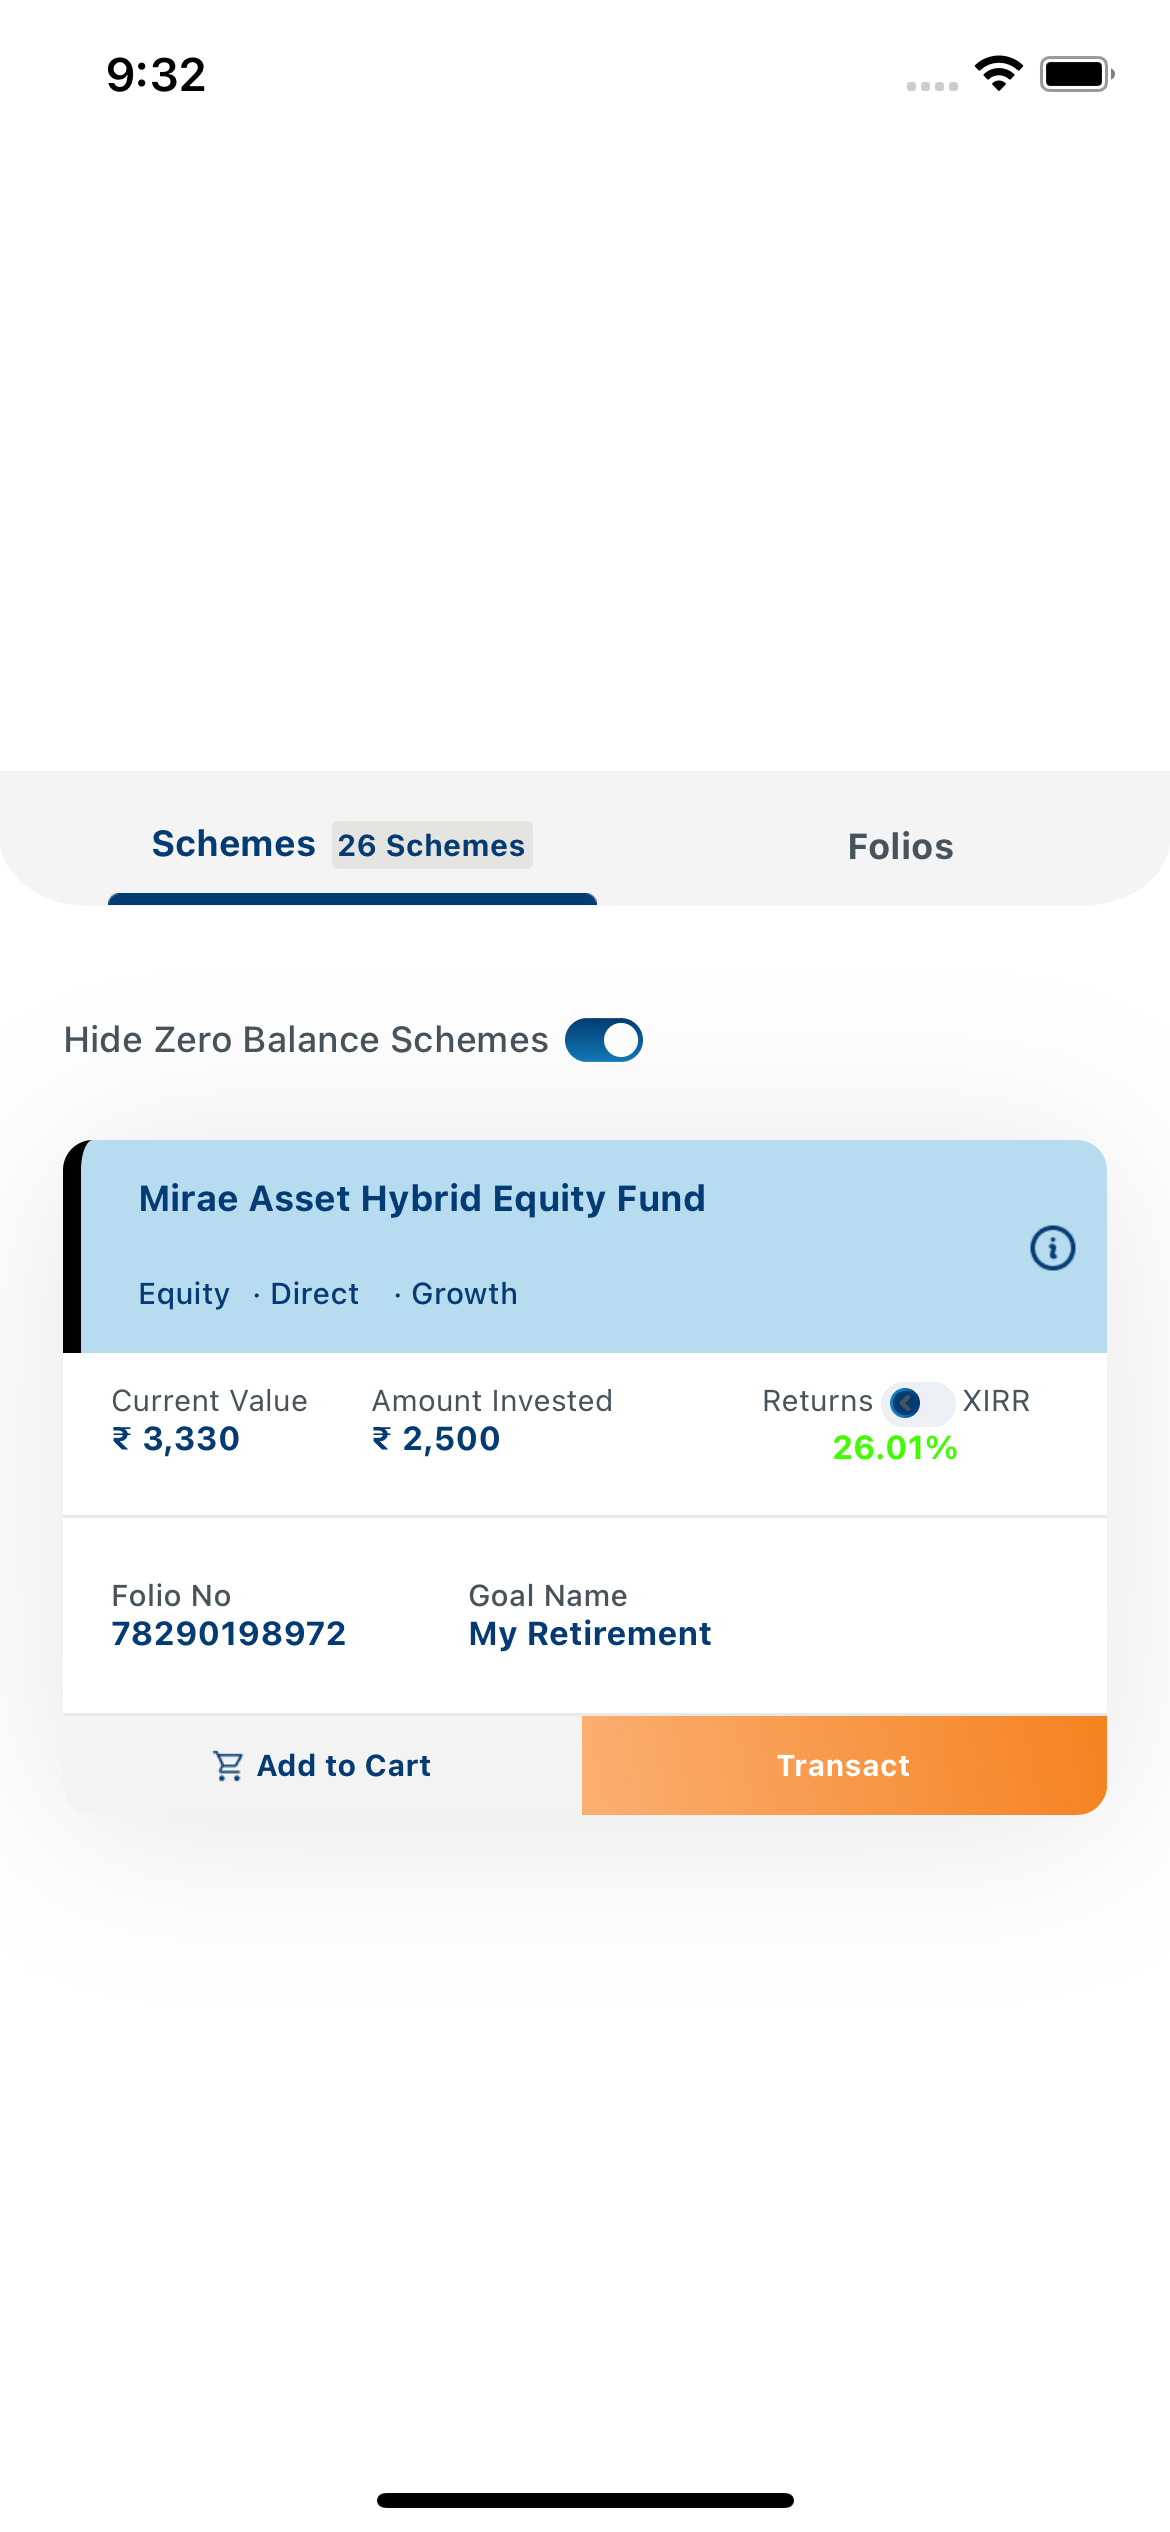 9:32
Schemes 26 Schemes Folios
Hide Zero Balance Schemes
Mirae Asset Hybrid Equity Fund
Equity · Direct · Growth
Current Value Amount Invested Returns XIRR
₹ 3,330 ₹ 2,500 26.01%
Folio No Goal Name
78290198972 My Retirement
Add to Cart Transact